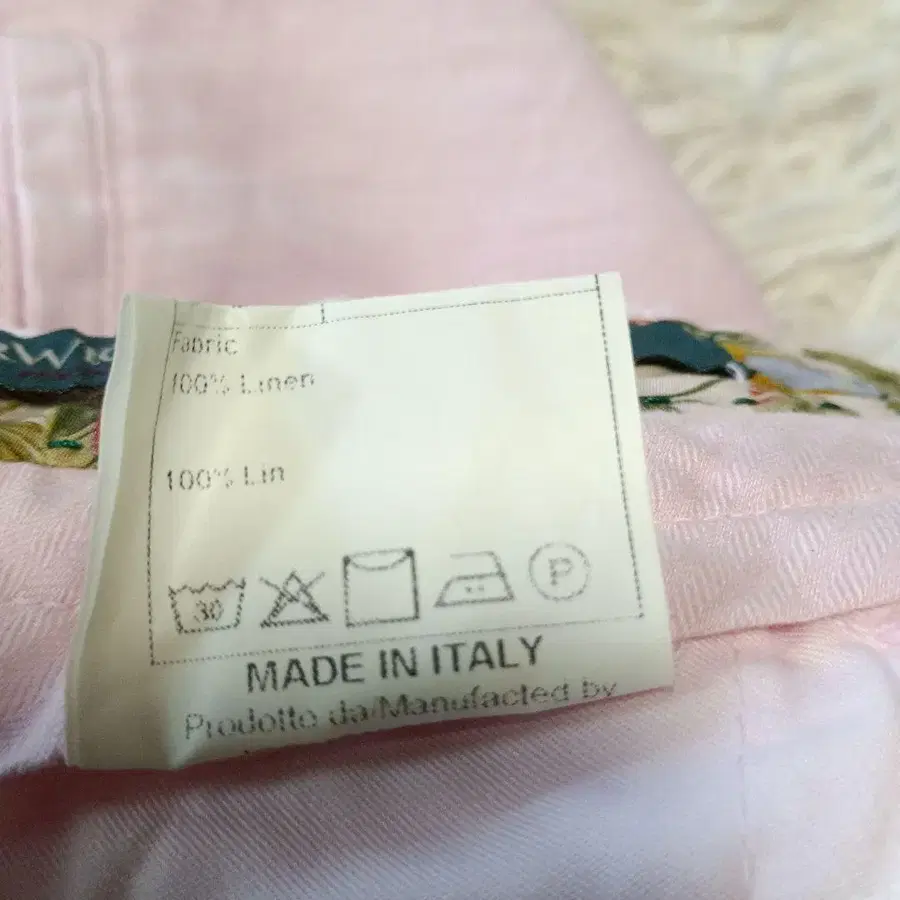 Fabric
100% Linen
100% Lin
30
P
MADE IN ITALY
Prodotto da/Manufacted by